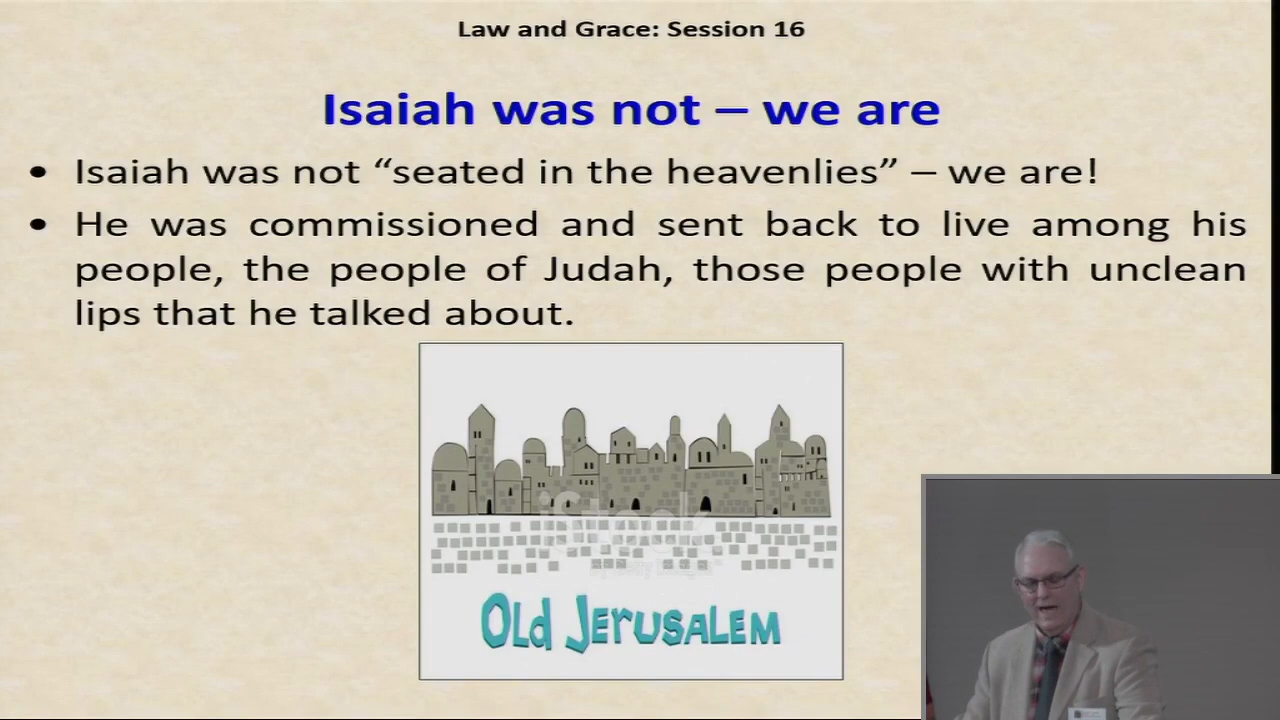 Law and Grace: Session 16
Isaiah was not – we are
• Isaiah was not “seated in the heavenlies” – we are!
• He was commissioned and sent back to live among his
people, the people of Judah, those people with unclean
lips that he talked about.
iStock
Old Jerusalem